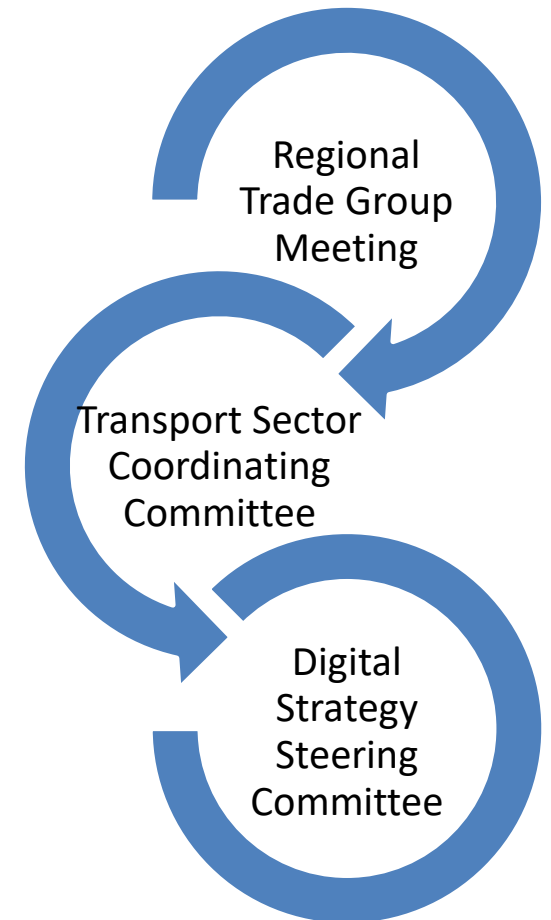 Regional
Trade Group
Meeting
Transport Sector
Coordinating
Committee
Digital
Strategy
Steering
Committee